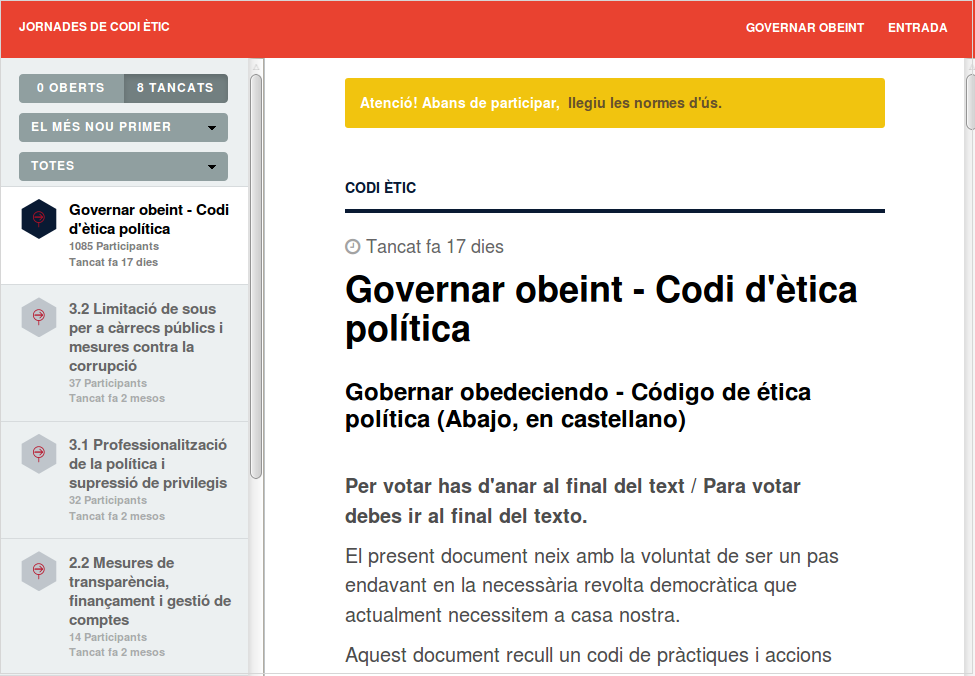 JORNADES DE CODI ÈTIC
GOVERNAR OBEINT
ENTRADA
0 OBERTS
8 TANCATS
EL MÉS NOU PRIMER
TOTES
Governar obeint - Codi
d'ètica política
1085 Participants
Tancat fa 17 dies
3.2 Limitació de sous
per a càrrecs públics i
mesures contra la
corrupció
37 Participants
Tancat fa 2 mesos
3.1 Professionalització
de la política i
supressió de privilegis
32 Participants
Tancat fa 2 mesos
2.2 Mesures de
transparència,
finançament i gestió de
comptes
14 Participants
Tancat fa 2 mesos
Atenció! Abans de participar, llegiu les normes d'ús.
CODI ÈTIC
Tancat fa 17 dies
Governar obeint - Codi d'ètica
política
Gobernar obedeciendo - Código de ética
política (Abajo, en castellano)
Per votar has d'anar al final del text / Para votar
debes ir al final del texto.
El present document neix amb la voluntat de ser un pas
endavant en la necessària revolta democràtica que
actualment necessitem a casa nostra.
Aquest document recull un codi de pràctiques i accions